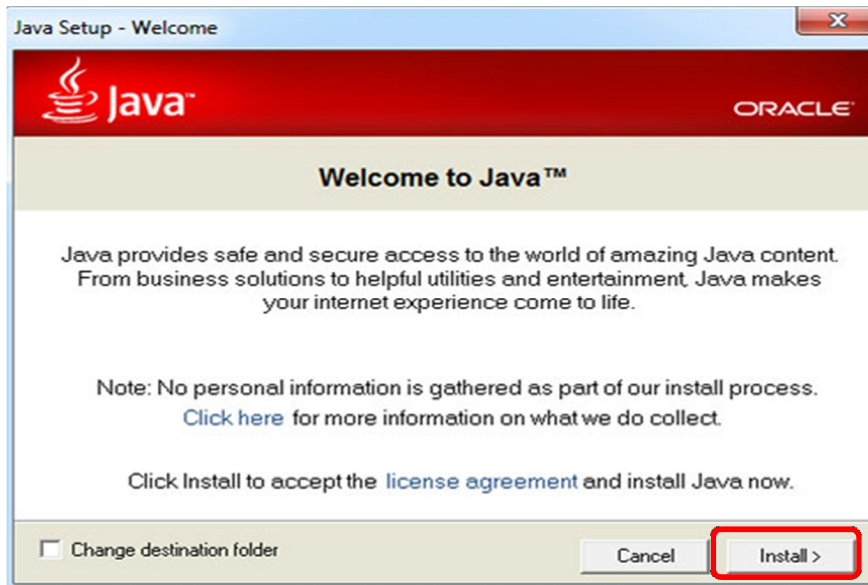 Java Setup - Welcome
Java™
ORACLE®
Welcome to Java™
Java provides safe and secure access to the world of amazing Java content.
From business solutions to helpful utilities and entertainment, Java makes
your internet experience come to life.
Note: No personal information is gathered as part of our install process.
Click here for more information on what we do collect.
Click Install to accept the license agreement and install Java now.
Change destination folder
Cancel
Install >